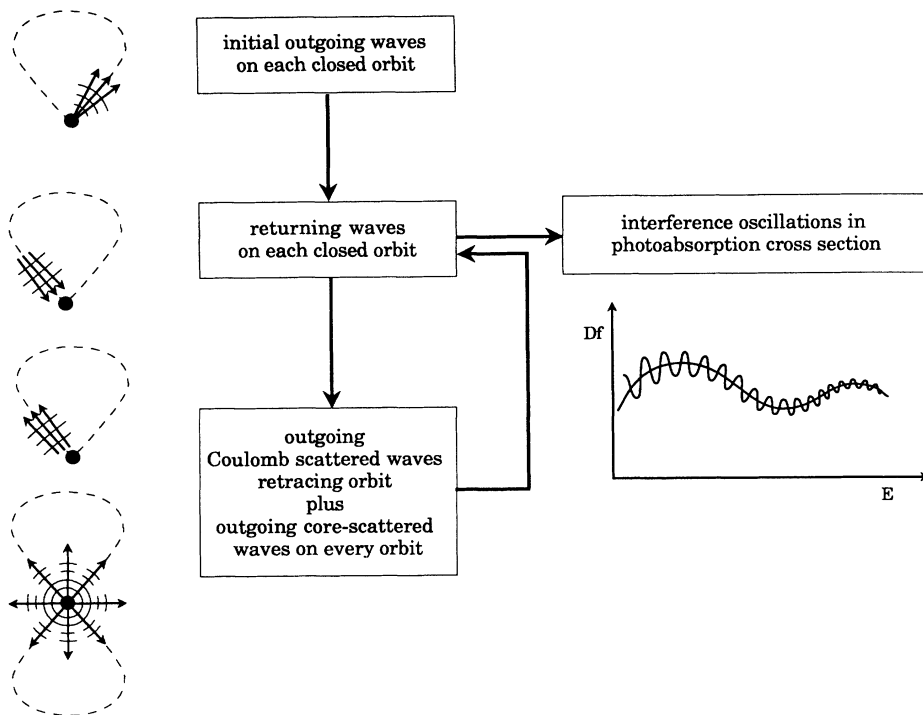 initial outgoing waves
on each closed orbit
returning waves
on each closed orbit
interference oscillations in
photoabsorption cross section
Df
E
outgoing
Coulomb scattered waves
retracing orbit
plus
outgoing core-scattered
waves on every orbit